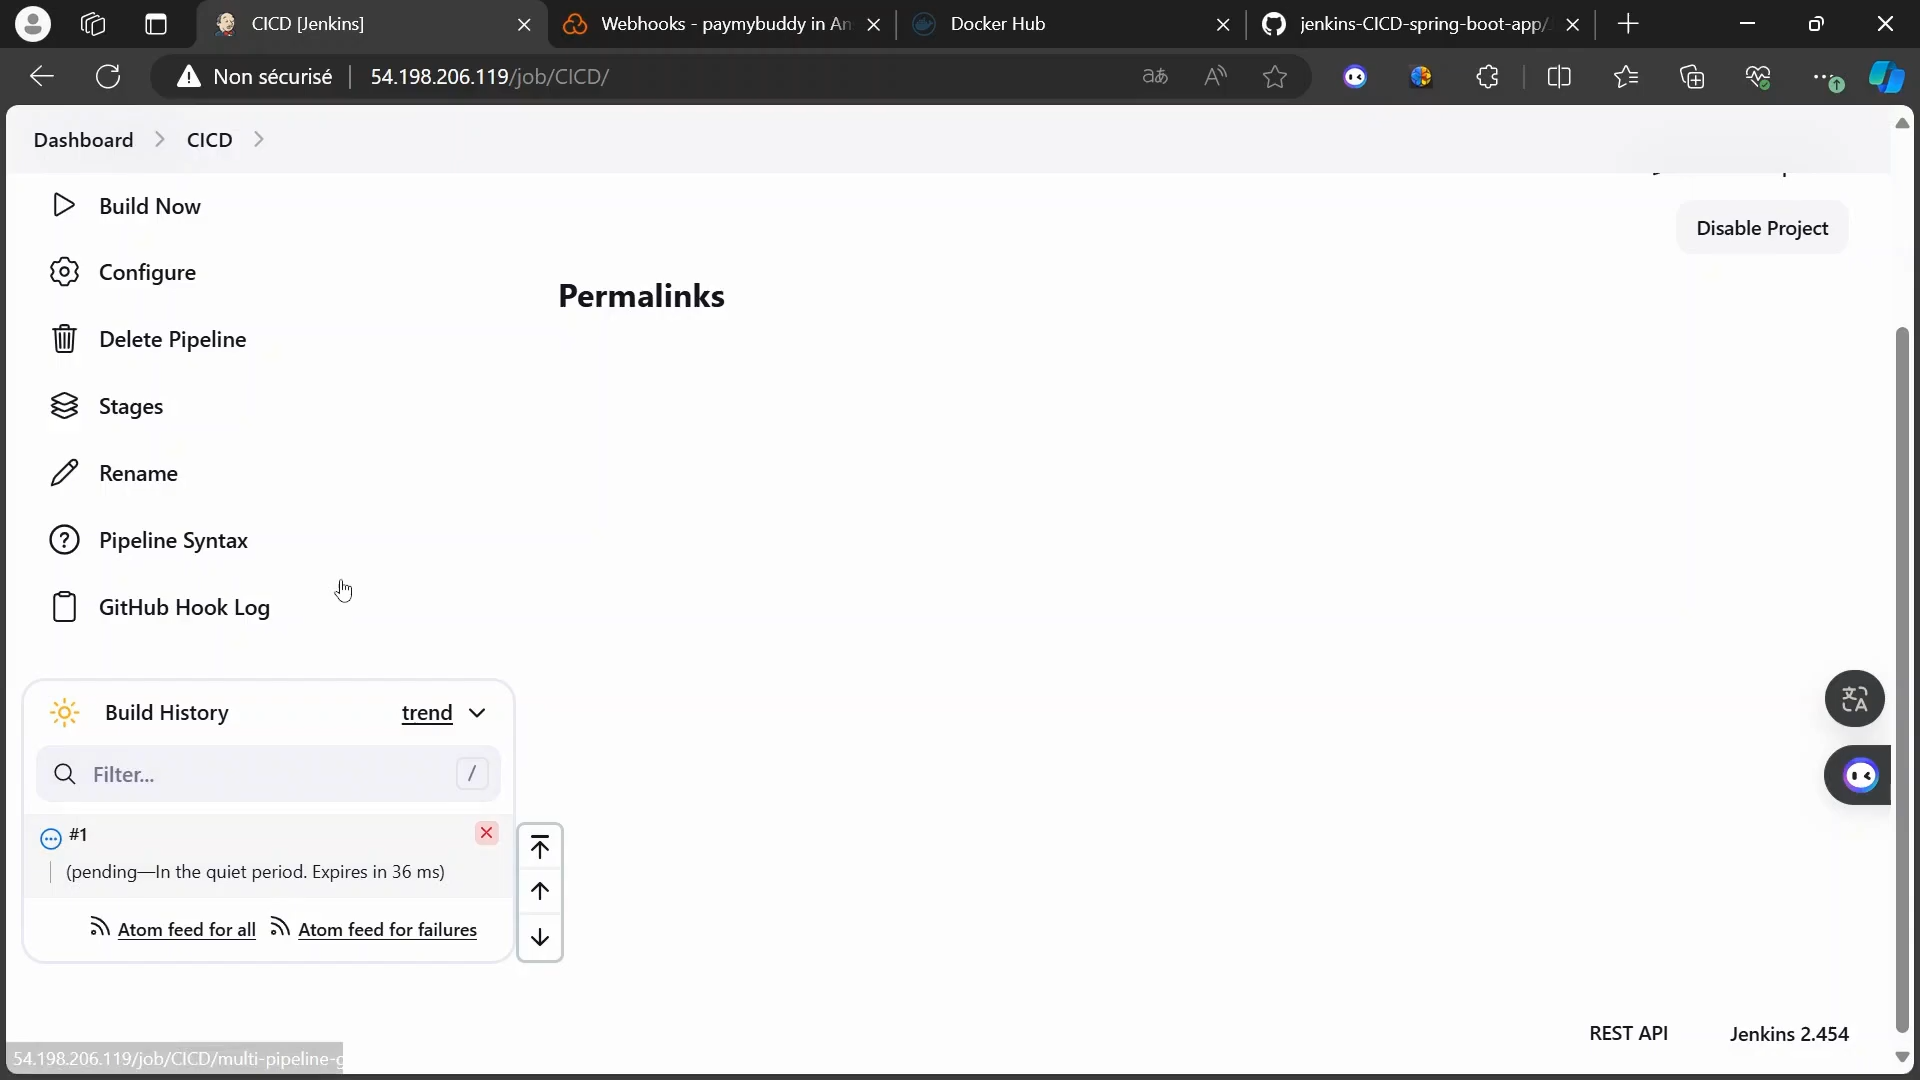 CICD [Jenkins]
Webhooks - paymybuddy in An
Docker Hub
jenkins-CICD-spring-boot-app/
Non sécurisé
54.198.206.119/job/CICD/
Dashboard
CICD
Build Now
Disable Project
Configure
Permalinks
Delete Pipeline
Stages
Rename
Pipeline Syntax
GitHub Hook Log
Build History
trend
Filter...
/
#1
(pending—In the quiet period. Expires in 36 ms)
Atom feed for all
Atom feed for failures
REST API
Jenkins 2.454
54.198.206.119/job/CICD/multi-pipeline-g